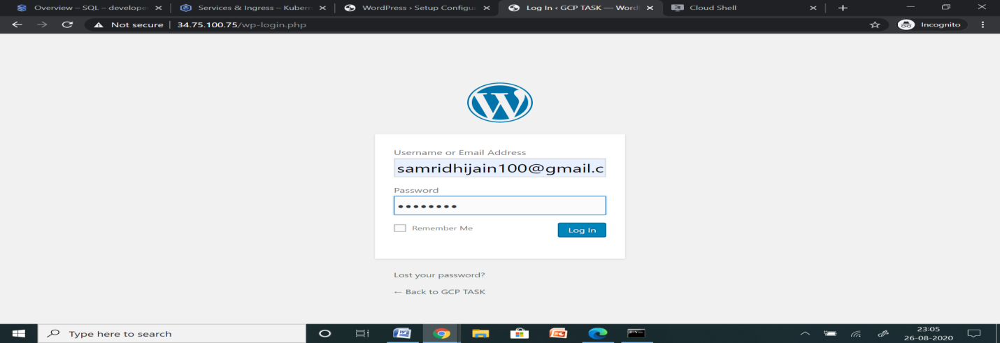 Overview – SQL – develope
Services & Ingress – Kubern
WordPress › Setup Configu
Log In ‹ GCP TASK — Word
Cloud Shell
Not secure | 34.75.100.75/wp-login.php
Incognito
Username or Email Address
samridhijain100@gmail.c
Password
••••••••
Remember Me
Log In
Lost your password?
← Back to GCP TASK
Type here to search
23:05
26-08-2020